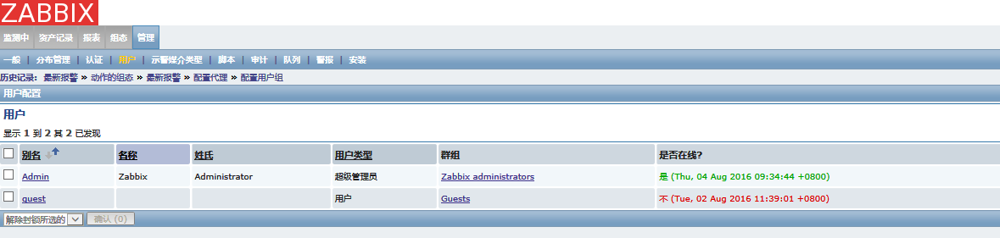 ZABBIX
监测中 资产记录 报表 组态 管理
一般 | 分布管理 | 认证 | 用户 | 示警媒介类型 | 脚本 | 审计 | 队列 | 警报 | 安装
历史记录: 最新报警 » 动作的组态 » 最新报警 » 配置代理 » 配置用户组
用户配置
用户
显示 1 到 2 其 2 已发现
别名 名称 姓氏 用户类型 群组 是否在线?
Admin Zabbix Administrator 超级管理员 Zabbix administrators 是 (Thu, 04 Aug 2016 09:34:44 +0800)
guest 用户 Guests 不 (Tue, 02 Aug 2016 11:39:01 +0800)
解除封锁所选的 确认 (0)